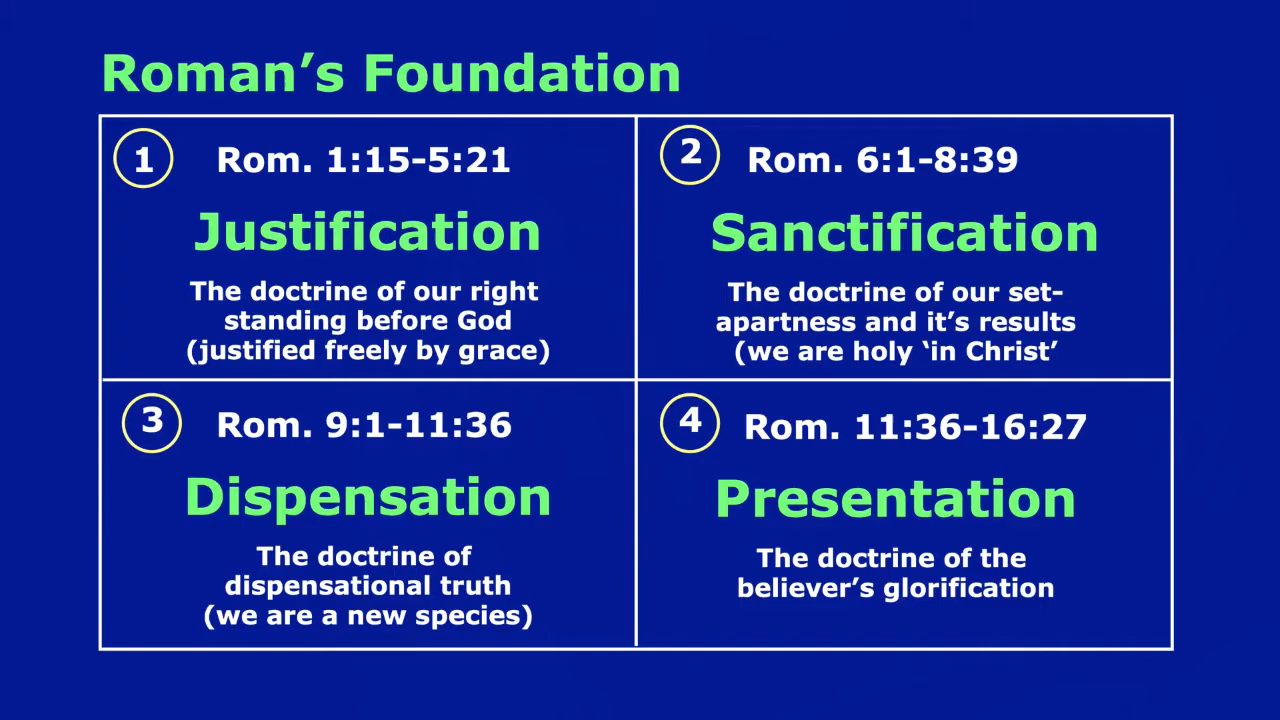 Roman’s Foundation
1
Rom. 1:15-5:21
Justification
The doctrine of our right
standing before God
(justified freely by grace)
2
Rom. 6:1-8:39
Sanctification
The doctrine of our set-
apartness and it’s results
(we are holy ‘in Christ’
3
Rom. 9:1-11:36
Dispensation
The doctrine of
dispensational truth
(we are a new species)
4
Rom. 11:36-16:27
Presentation
The doctrine of the
believer’s glorification